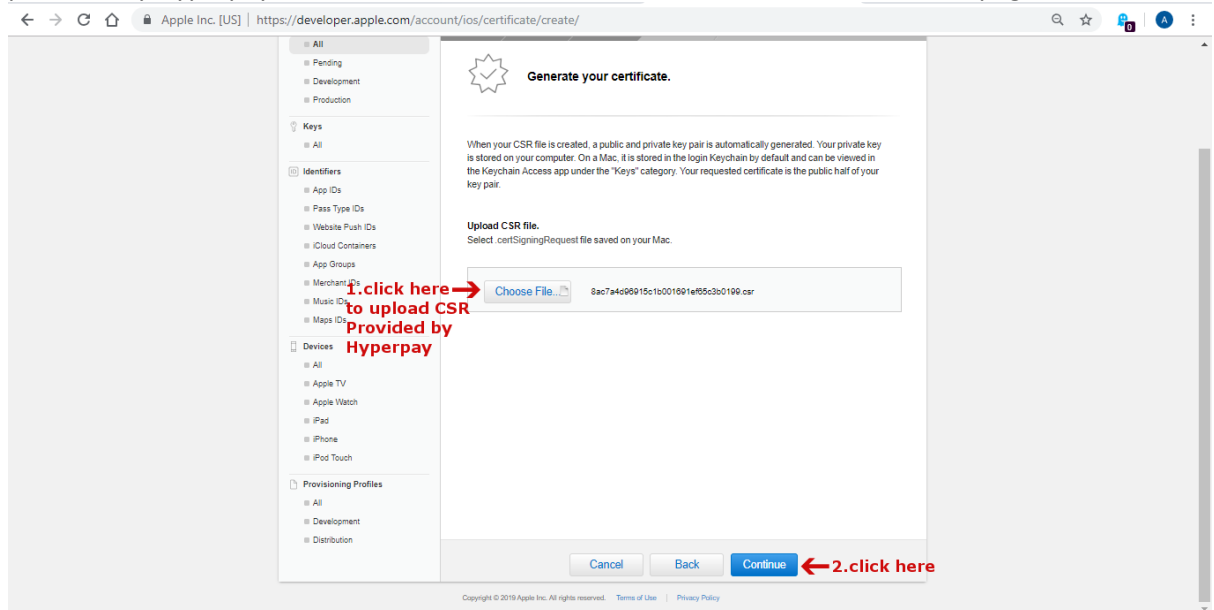 Apple Inc. [US] | https://developer.apple.com/account/ios/certificate/create/
0
A
All
Pending
Development
Production
Keys
All
Identifiers
App IDs
Pass Type IDs
Website Push IDs
iCloud Containers
App Groups
Merchant IDs
Music IDs
Maps IDs
Devices
All
Apple TV
Apple Watch
iPad
iPhone
iPod Touch
Provisioning Profiles
All
Development
Distribution
Generate your certificate.
When your CSR file is created, a public and private key pair is automatically generated. Your private key
is stored on your computer. On a Mac, it is stored in the login Keychain by default and can be viewed in
the Keychain Access app under the "Keys" category. Your requested certificate is the public half of your
key pair.
Upload CSR file.
Select .certSigningRequest file saved on your Mac.
1.click here
to upload CSR
Provided by
Hyperpay
Choose File...
8ac7a4d96915c1b001691ef65c3b0199.csr
Cancel Back Continue
2.click here
Copyright © 2019 Apple Inc. All rights reserved. Terms of Use | Privacy Policy